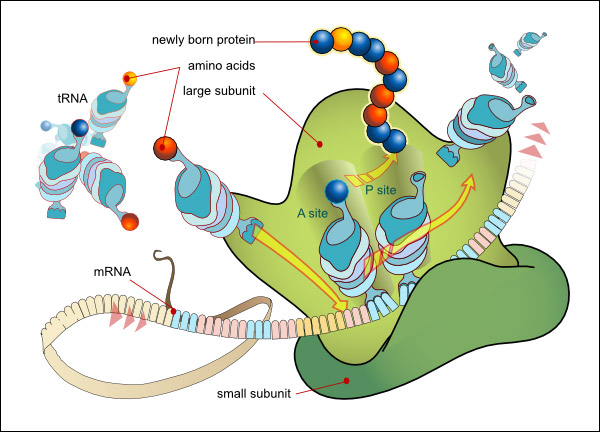 newly born protein
amino acids
large subunit
tRNA
A site
P site
mRNA
small subunit